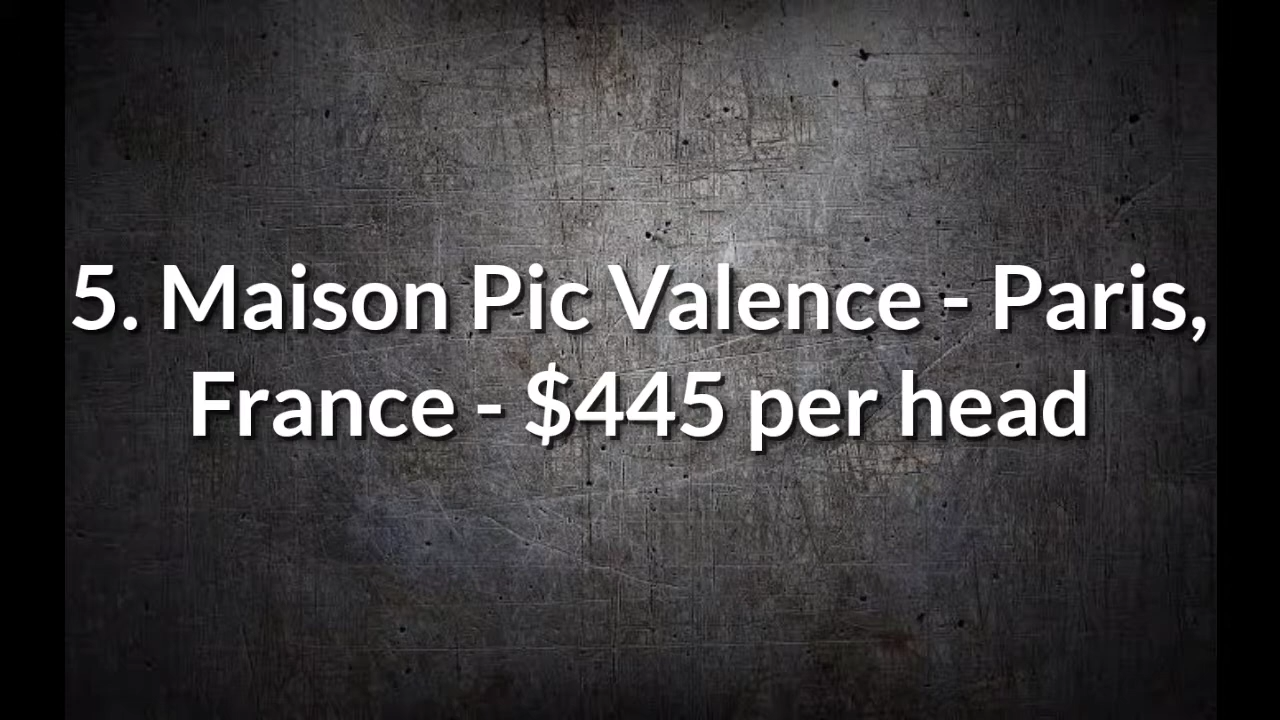 5. Maison Pic Valence - Paris,
France - $445 per head